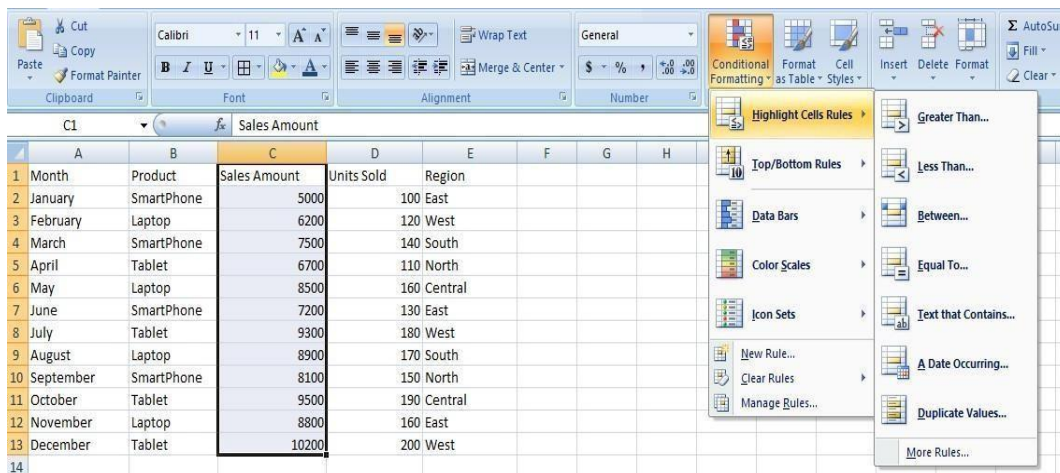 Cut
Copy
Paste
Format Painter
Clipboard
Calibri 11 A A
B I U A
Font
Wrap Text
Merge & Center
Alignment
General
$ % , .0 .00 .00 .0
Number
Conditional Formatting
Format as Table
Cell Styles
Insert Delete Format
Σ AutoSu
Fill
Clear
C1 fx Sales Amount
A B C D E F G H
1 Month Product Sales Amount Units Sold Region
2 January SmartPhone 5000 100 East
3 February Laptop 6200 120 West
4 March SmartPhone 7500 140 South
5 April Tablet 6700 110 North
6 May Laptop 8500 160 Central
7 June SmartPhone 7200 130 East
8 July Tablet 9300 180 West
9 August Laptop 8900 170 South
10 September SmartPhone 8100 150 North
11 October Tablet 9500 190 Central
12 November Laptop 8800 160 East
13 December Tablet 10200 200 West
14
Highlight Cells Rules
Top/Bottom Rules
Data Bars
Color Scales
Icon Sets
New Rule...
Clear Rules
Manage Rules...
Greater Than...
Less Than...
Between...
Equal To...
Text that Contains...
A Date Occurring...
Duplicate Values...
More Rules...